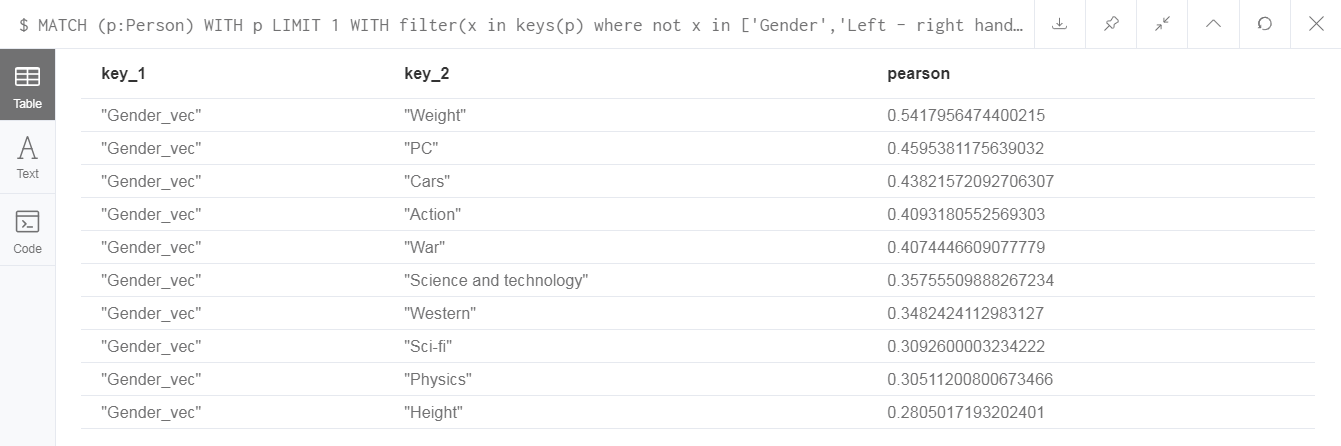 $ MATCH (p:Person) WITH p LIMIT 1 WITH filter(x in keys(p) where not x in ['Gender','Left - right hand…
Table
Text
Code
key_1 key_2 pearson
"Gender_vec" "Weight" 0.5417956474400215
"Gender_vec" "PC" 0.4595381175639032
"Gender_vec" "Cars" 0.43821572092706307
"Gender_vec" "Action" 0.4093180552569303
"Gender_vec" "War" 0.4074446609077779
"Gender_vec" "Science and technology" 0.35755509888267234
"Gender_vec" "Western" 0.3482424112983127
"Gender_vec" "Sci-fi" 0.3092600003234222
"Gender_vec" "Physics" 0.30511200800673466
"Gender_vec" "Height" 0.2805017193202401